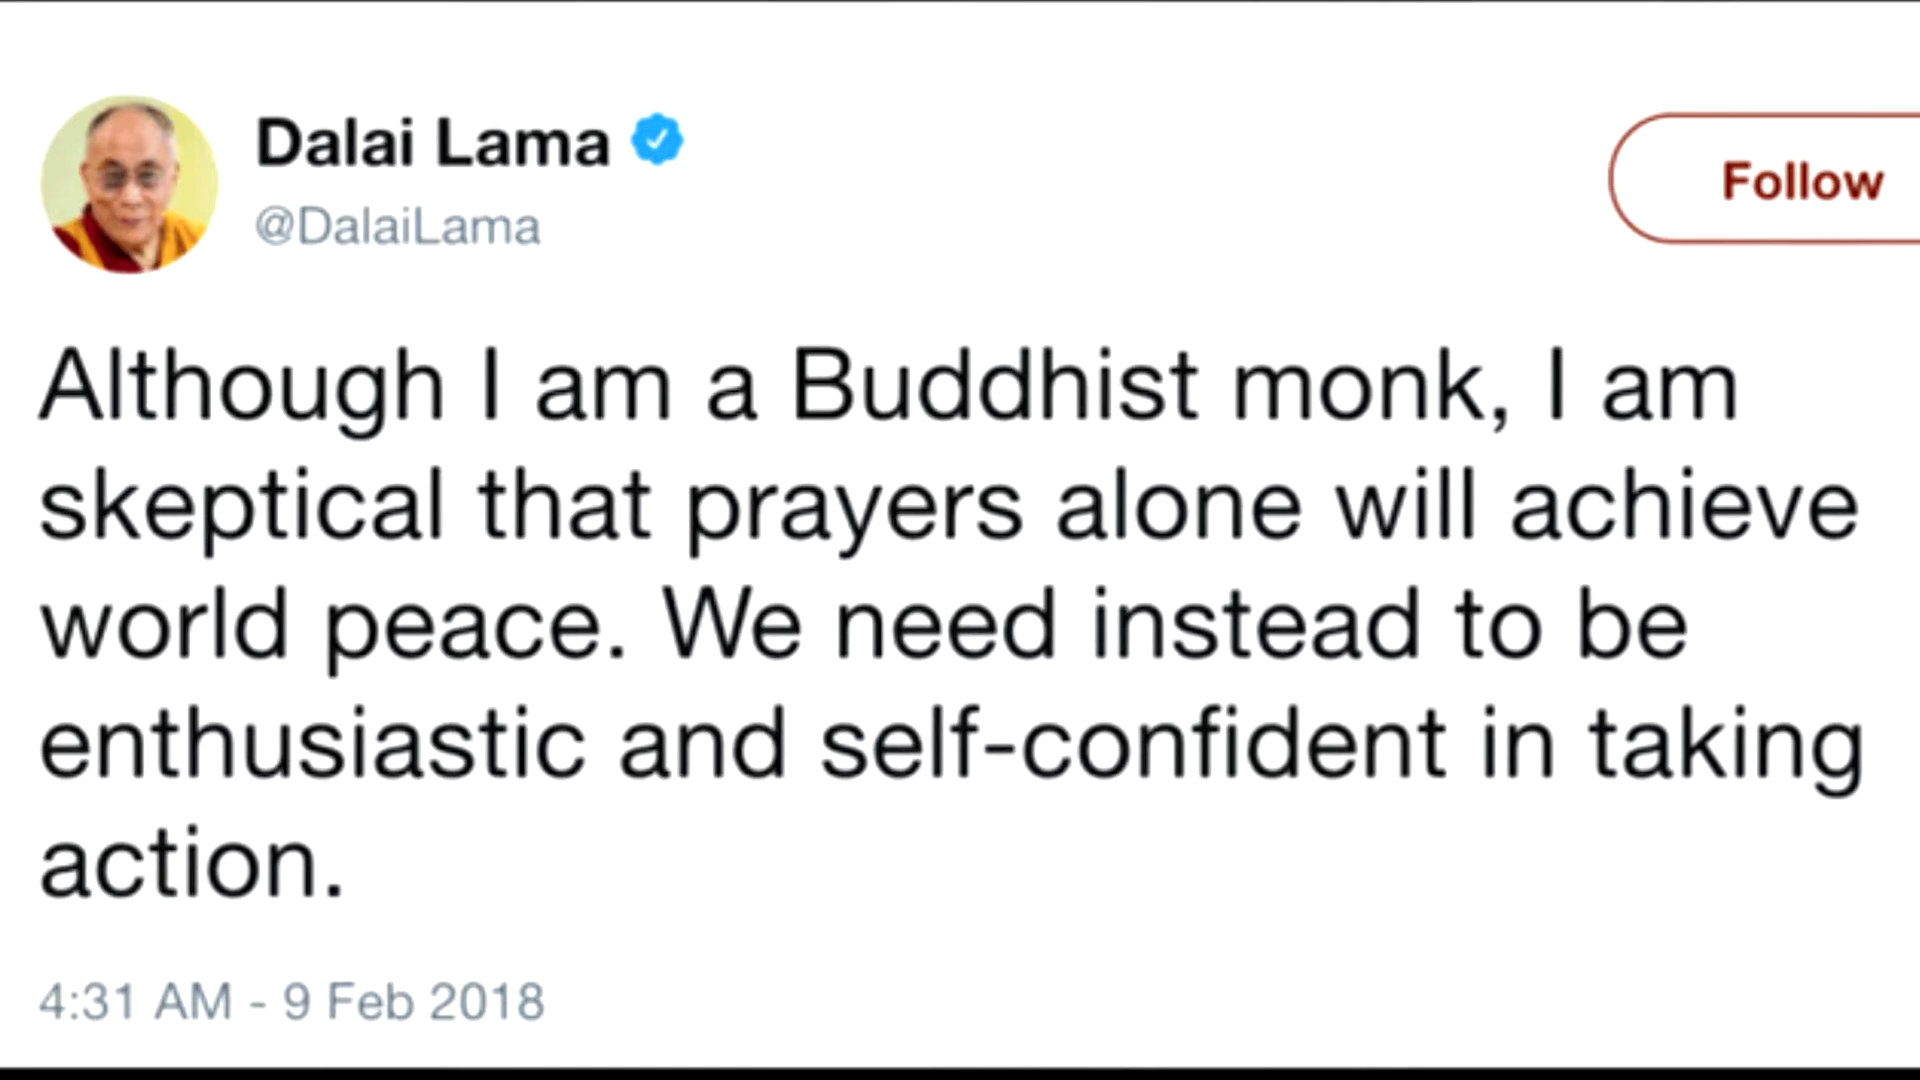 Dalai Lama
@DalaiLama
Follow
Although I am a Buddhist monk, I am
skeptical that prayers alone will achieve
world peace. We need instead to be
enthusiastic and self-confident in taking
action.
4:31 AM - 9 Feb 2018